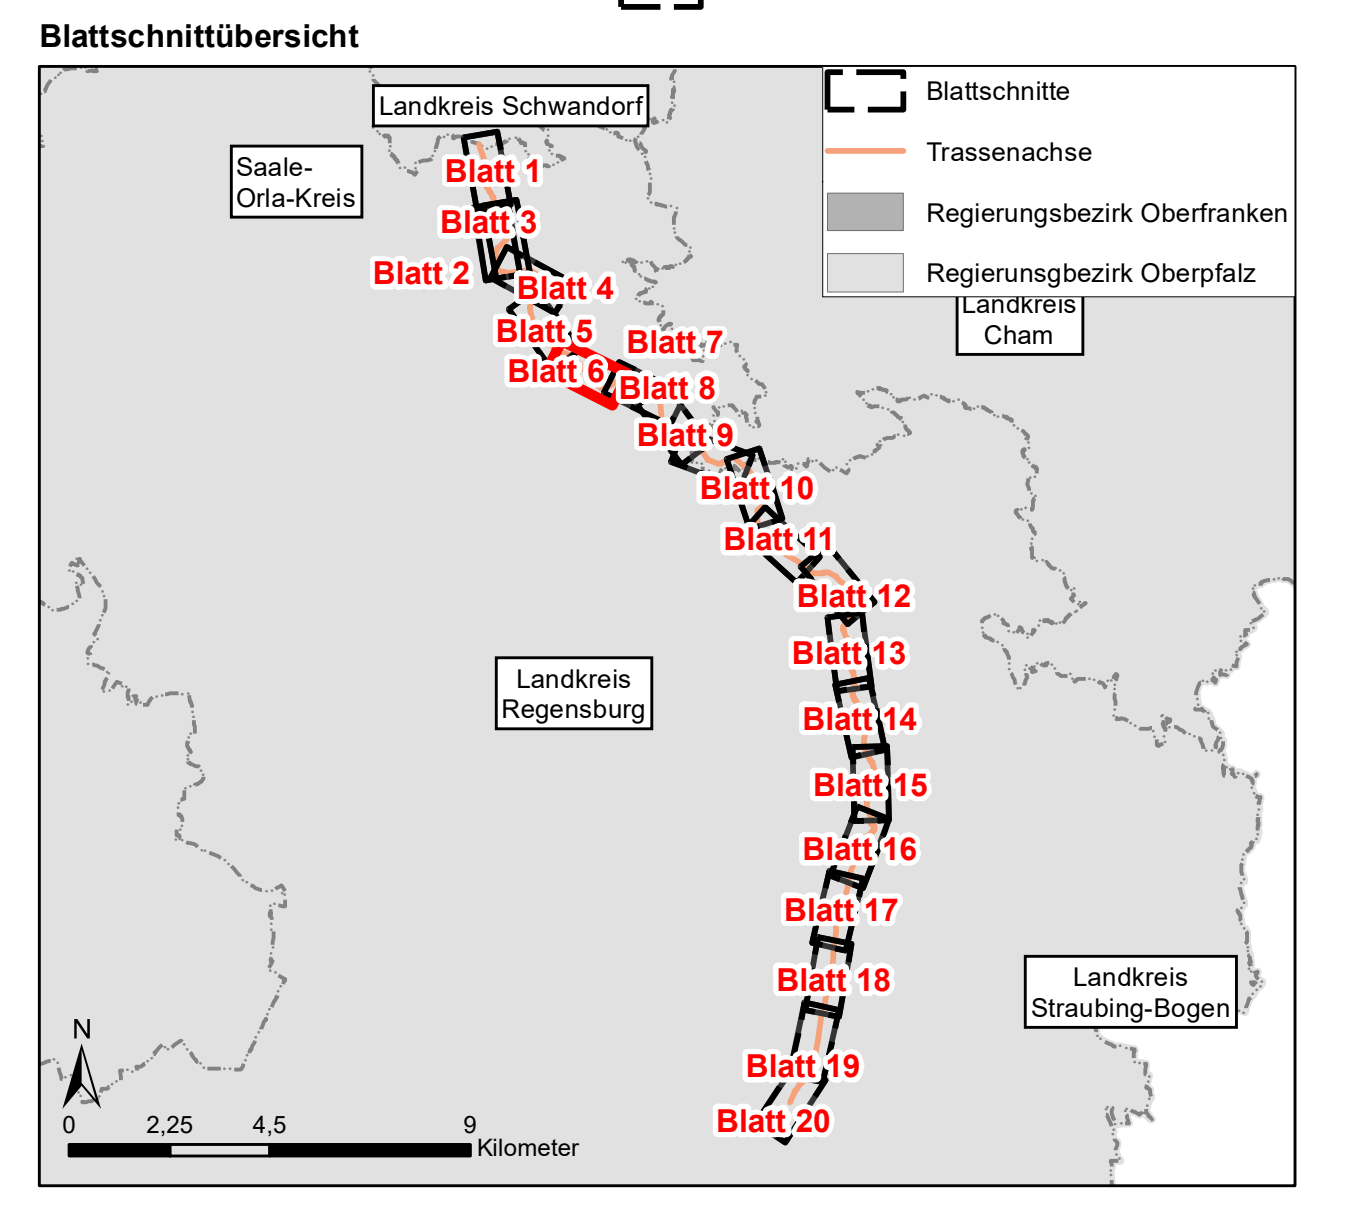 Blattschnittübersicht
Landkreis Schwandorf
Saale-
Orla-Kreis
Blattschnitte
Trassenachse
Regierungsbezirk Oberfranken
Regierunsgbezirk Oberpfalz
Landkreis
Cham
Blatt 1
Blatt 3
Blatt 2
Blatt 4
Blatt 5
Blatt 7
Blatt 6
Blatt 8
Blatt 9
Blatt 10
Blatt 11
Blatt 12
Blatt 13
Landkreis
Regensburg
Blatt 14
Blatt 15
Blatt 16
Blatt 17
Blatt 18
Landkreis
Straubing-Bogen
Blatt 19
Blatt 20
N
0 2,25 4,5 9
Kilometer